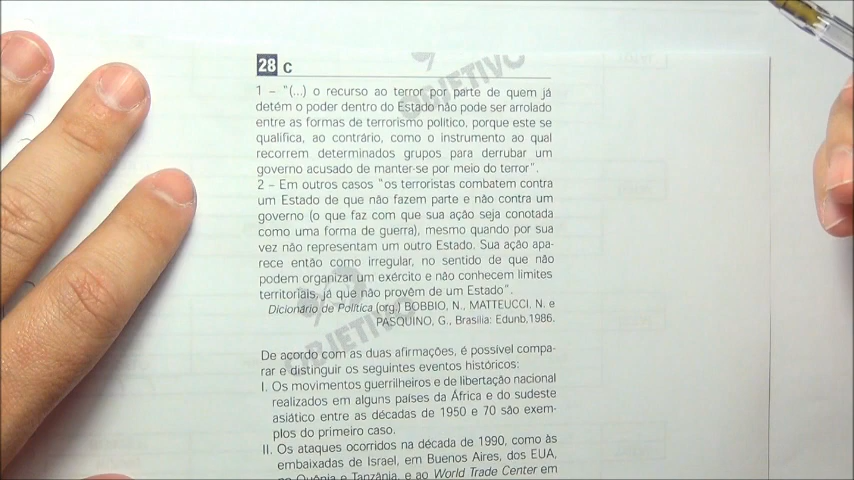 28 C
OBJETIVO
1 – "(...) o recurso ao terror por parte de quem já
detém o poder dentro do Estado não pode ser arrolado
entre as formas de terrorismo político, porque este se
qualifica, ao contrário, como o instrumento ao qual
recorrem determinados grupos para derrubar um
governo acusado de manter-se por meio do terror".
2 – Em outros casos "os terroristas combatem contra
um Estado de que não fazem parte e não contra um
governo (o que faz com que sua ação seja conotada
como uma forma de guerra), mesmo quando por sua
vez não representam um outro Estado. Sua ação apa-
rece então como irregular, no sentido de que não
podem organizar um exército e não conhecem limites
territoriais, já que não provêm de um Estado".
Dicionário de Política (org.) BOBBIO, N., MATTEUCCI, N. e
PASQUINO, G., Brasília: Edunb.1986.
OBJETIVO
De acordo com as duas afirmações, é possível compa-
rar e distinguir os seguintes eventos históricos:
I. Os movimentos guerrilheiros e de libertação nacional
realizados em alguns países da África e do sudeste
asiático entre as décadas de 1950 e 70 são exem-
plos do primeiro caso.
II. Os ataques ocorridos na década de 1990, como às
embaixadas de Israel, em Buenos Aires, dos EUA,
no Quênia e Tanzânia, e ao World Trade Center em